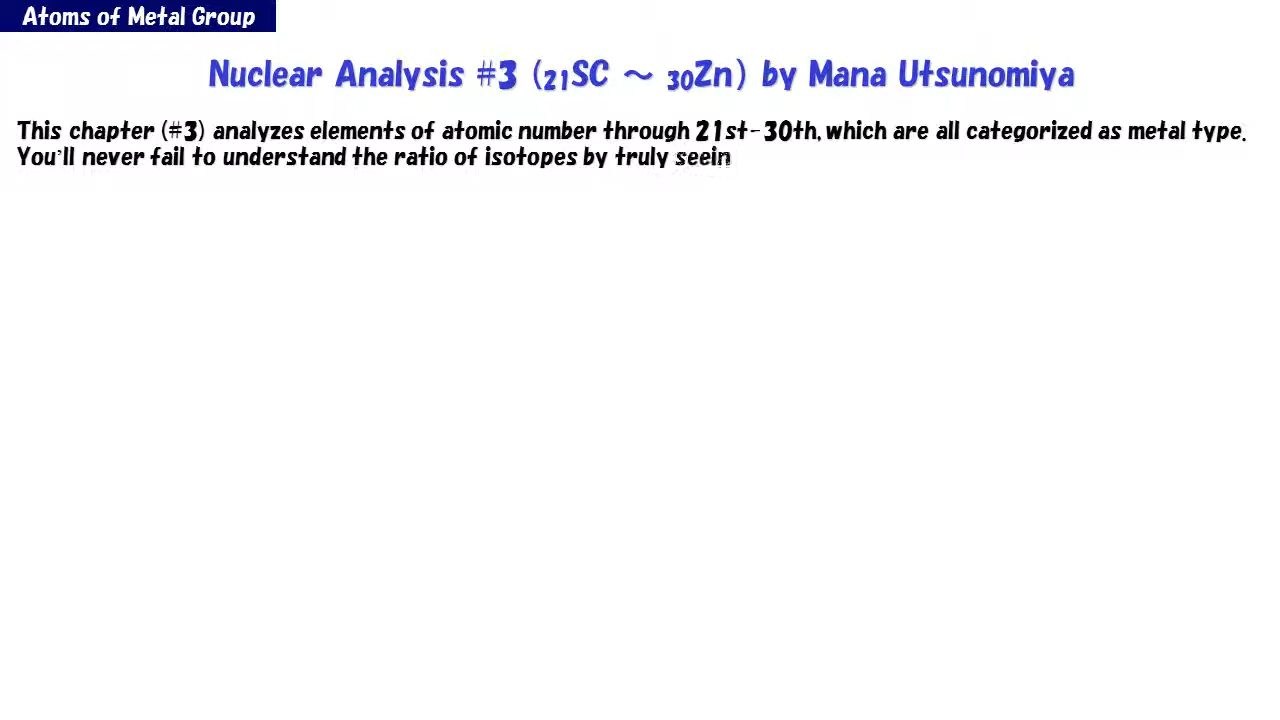 Atoms of Metal Group
Nuclear Analysis #3 (₂₁SC ～ ₃₀Zn) by Mana Utsunomiya
This chapter (#3) analyzes elements of atomic number through 21st-30th, which are all categorized as metal type.
You'll never fail to understand the ratio of isotopes by truly seein